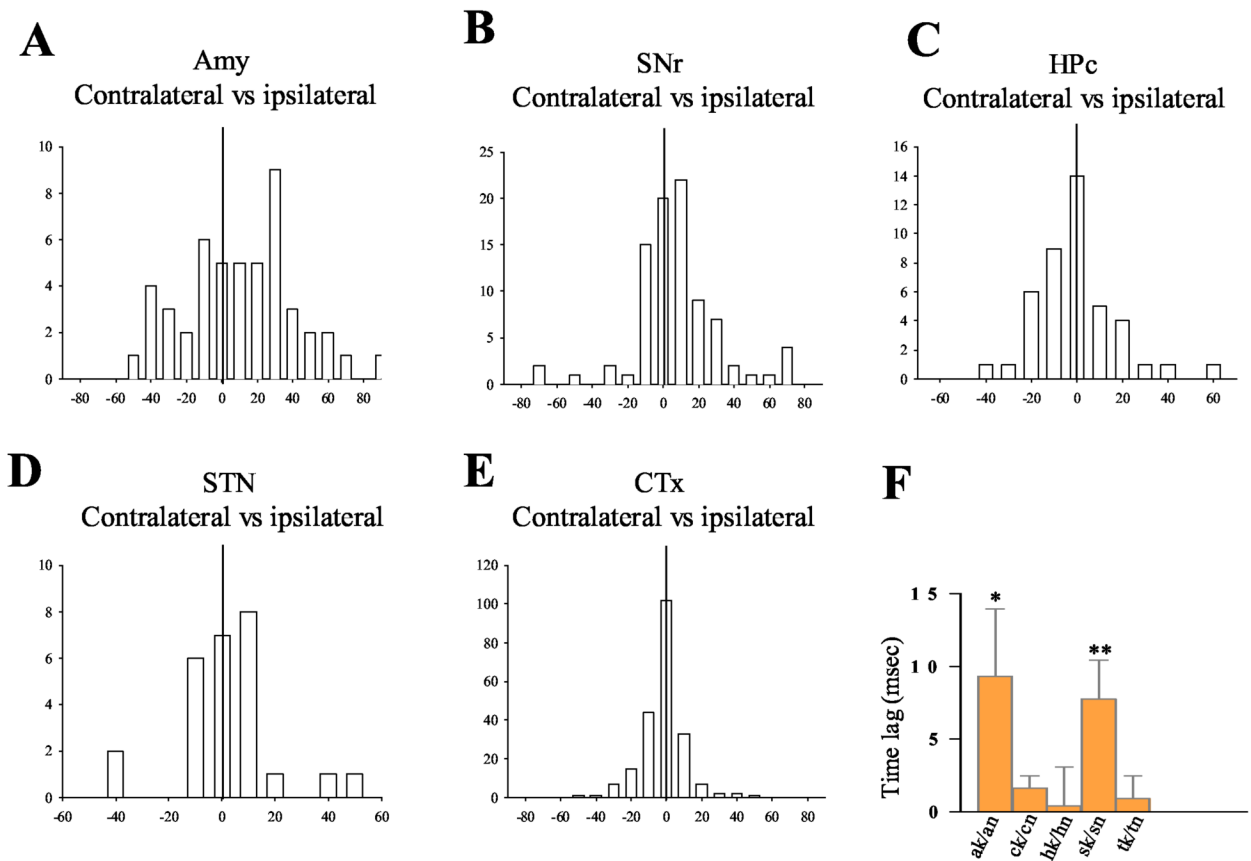 A
Amy
Contralateral vs ipsilateral
10
8
6
4
2
0
-80 -60 -40 -20 0 20 40 60 80
B
SNr
Contralateral vs ipsilateral
25
20
15
10
5
0
-80 -60 -40 -20 0 20 40 60 80
C
HPc
Contralateral vs ipsilateral
16
14
12
10
8
6
4
2
0
-60 -40 -20 0 20 40 60
D
STN
Contralateral vs ipsilateral
10
8
6
4
2
0
-60 -40 -20 0 20 40 60
E
CTx
Contralateral vs ipsilateral
120
100
80
60
40
20
0
-80 -60 -40 -20 0 20 40 60 80
F
Time lag (msec)
15
10
5
0
*
**
ak/an
ck/cn
hk/hn
sk/sn
tk/tn